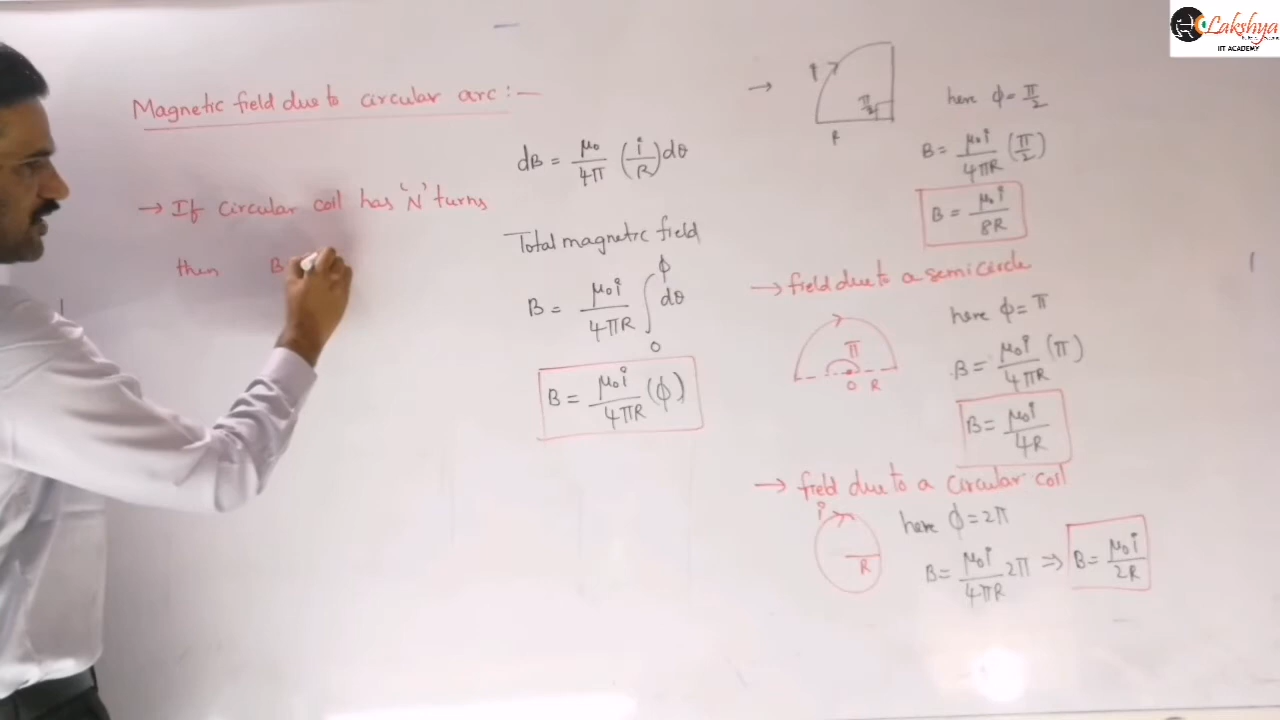 Lakshya
IIT ACADEMY
Magnetic field due to circular arc :-
→ If circular coil has 'N' turns
then B
dB = μ₀/4π (i/R) dθ
Total magnetic field
B = μ₀i/4πR ∫₀^ϕ dθ
B = μ₀i/4πR (ϕ)
→
i
π/2
R
here ϕ = π/2
B = μ₀i/4πR (π/2)
B = μ₀i/8R
→ field due to a semicircle
π
O R
here ϕ = π
B = μ₀i/4πR (π)
B = μ₀i/4R
→ field due to a circular coil
i
R
here ϕ = 2π
B = μ₀i/4πR 2π ⇒ B = μ₀i/2R